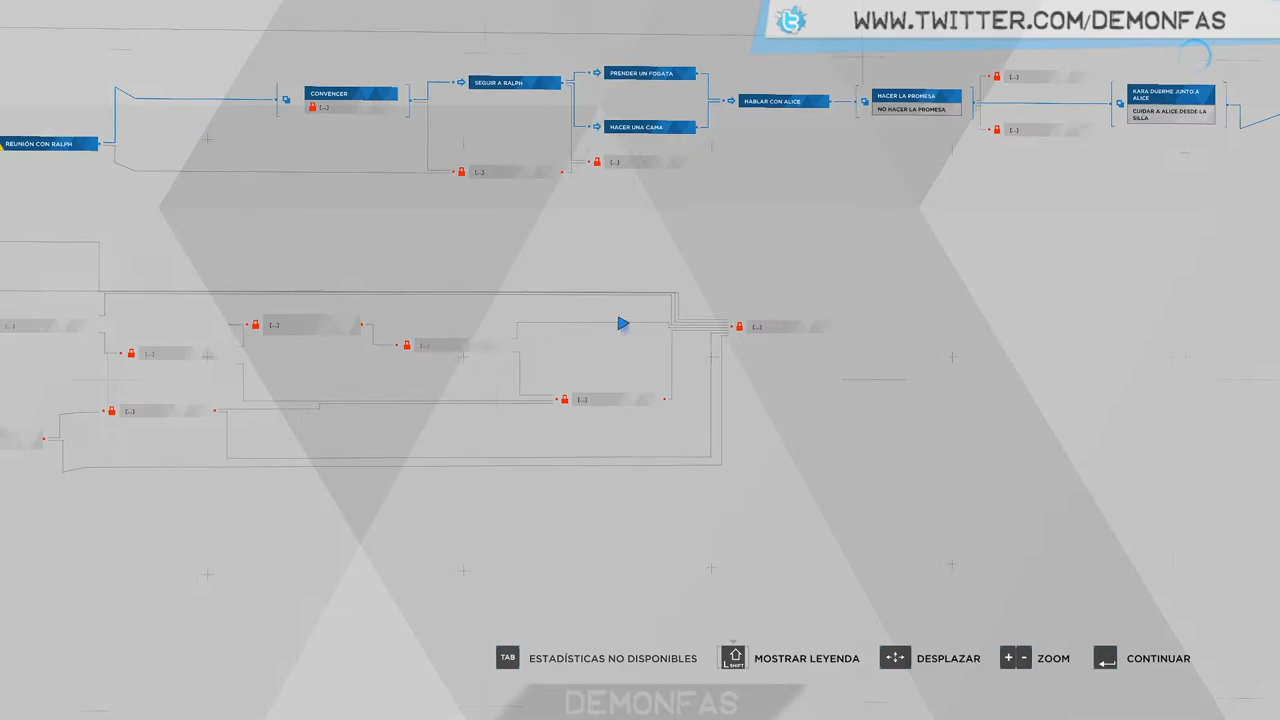 WWW.TWITTER.COM/DEMONFAS
REUNIÓN CON RALPH
CONVENCER
[...]
SEGUIR A RALPH
[...]
PRENDER UN FOGATA
HACER UNA CAMA
[...]
HABLAR CON ALICE
HACER LA PROMESA
NO HACER LA PROMESA
[...]
[...]
KARA DUERME JUNTO A
ALICE
CUIDAR A ALICE DESDE LA
SILLA
[...]
[...]
[...]
[...]
[...]
[...]
[...]
TAB ESTADÍSTICAS NO DISPONIBLES
L SHIFT MOSTRAR LEYENDA
DESPLAZAR
+ - ZOOM
CONTINUAR
DEMONFAS